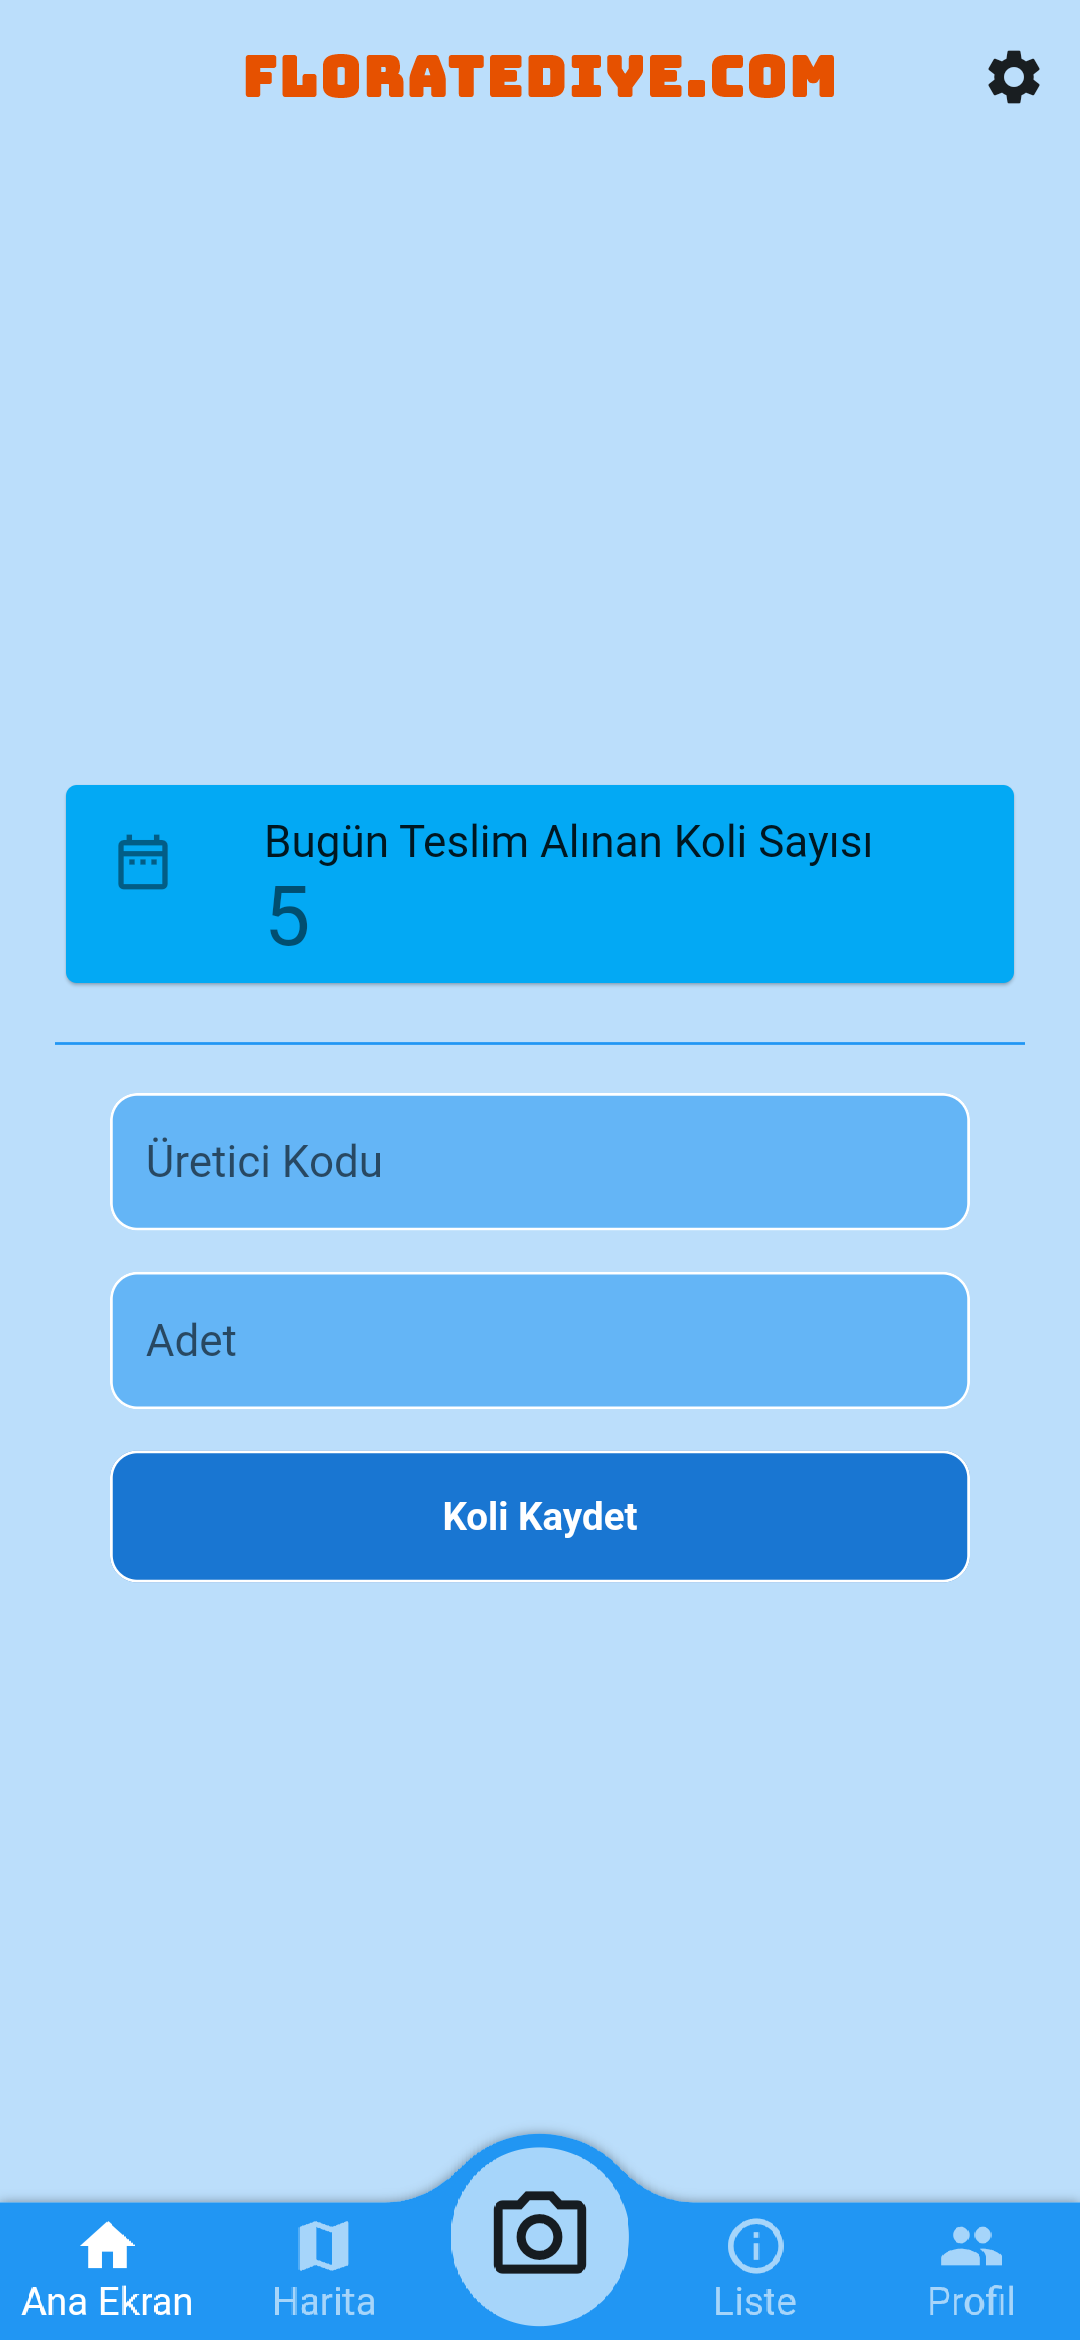 FLORATEDIYE.COM
Bugün Teslim Alınan Koli Sayısı
5
Üretici Kodu
Adet
Koli Kaydet
Ana Ekran
Harita
Liste
Profil